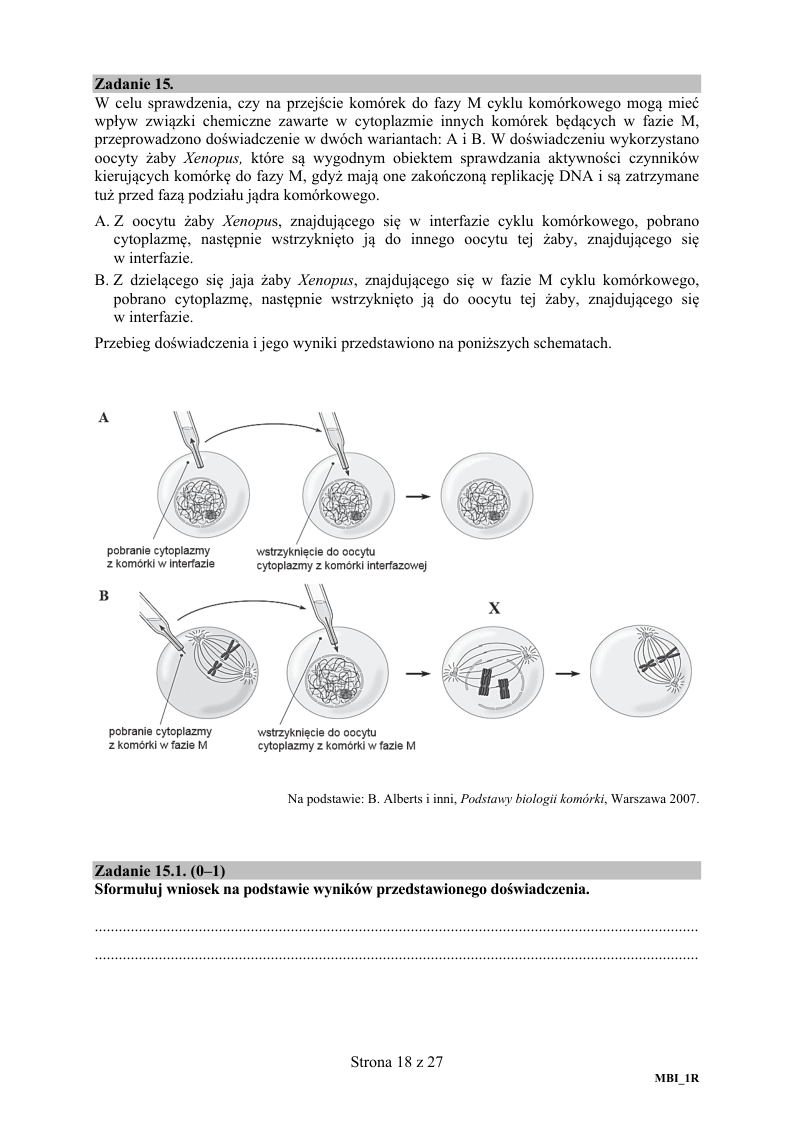 Zadanie 15.
W celu sprawdzenia, czy na przejście komórek do fazy M cyklu komórkowego mogą mieć
wpływ związki chemiczne zawarte w cytoplazmie innych komórek będących w fazie M,
przeprowadzono doświadczenie w dwóch wariantach: A i B. W doświadczeniu wykorzystano
oocyty żaby Xenopus, które są wygodnym obiektem sprawdzania aktywności czynników
kierujących komórkę do fazy M, gdyż mają one zakończoną replikację DNA i są zatrzymane
tuż przed fazą podziału jądra komórkowego.
A. Z oocytu żaby Xenopus, znajdującego się w interfazie cyklu komórkowego, pobrano
cytoplazmę, następnie wstrzyknięto ją do innego oocytu tej żaby, znajdującego się
w interfazie.
B. Z dzielącego się jaja żaby Xenopus, znajdującego się w fazie M cyklu komórkowego,
pobrano cytoplazmę, następnie wstrzyknięto ją do oocytu tej żaby, znajdującego się
w interfazie.
Przebieg doświadczenia i jego wyniki przedstawiono na poniższych schematach.
A
pobranie cytoplazmy
z komórki w interfazie
wstrzyknięcie do oocytu
cytoplazmy z komórki interfazowej
B
X
pobranie cytoplazmy
z komórki w fazie M
wstrzyknięcie do oocytu
cytoplazmy z komórki w fazie M
Na podstawie: B. Alberts i inni, Podstawy biologii komórki, Warszawa 2007.
Zadanie 15.1. (0–1)
Sformułuj wniosek na podstawie wyników przedstawionego doświadczenia.
Strona 18 z 27
MBI_1R